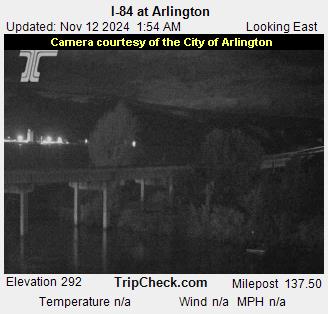 I-84 at Arlington
Updated: Nov 12 2024 1:54 AM Looking East
Camera courtesy of the City of Arlington
Elevation 292 TripCheck.com Milepost 137.50
Temperature n/a Wind n/a MPH n/a